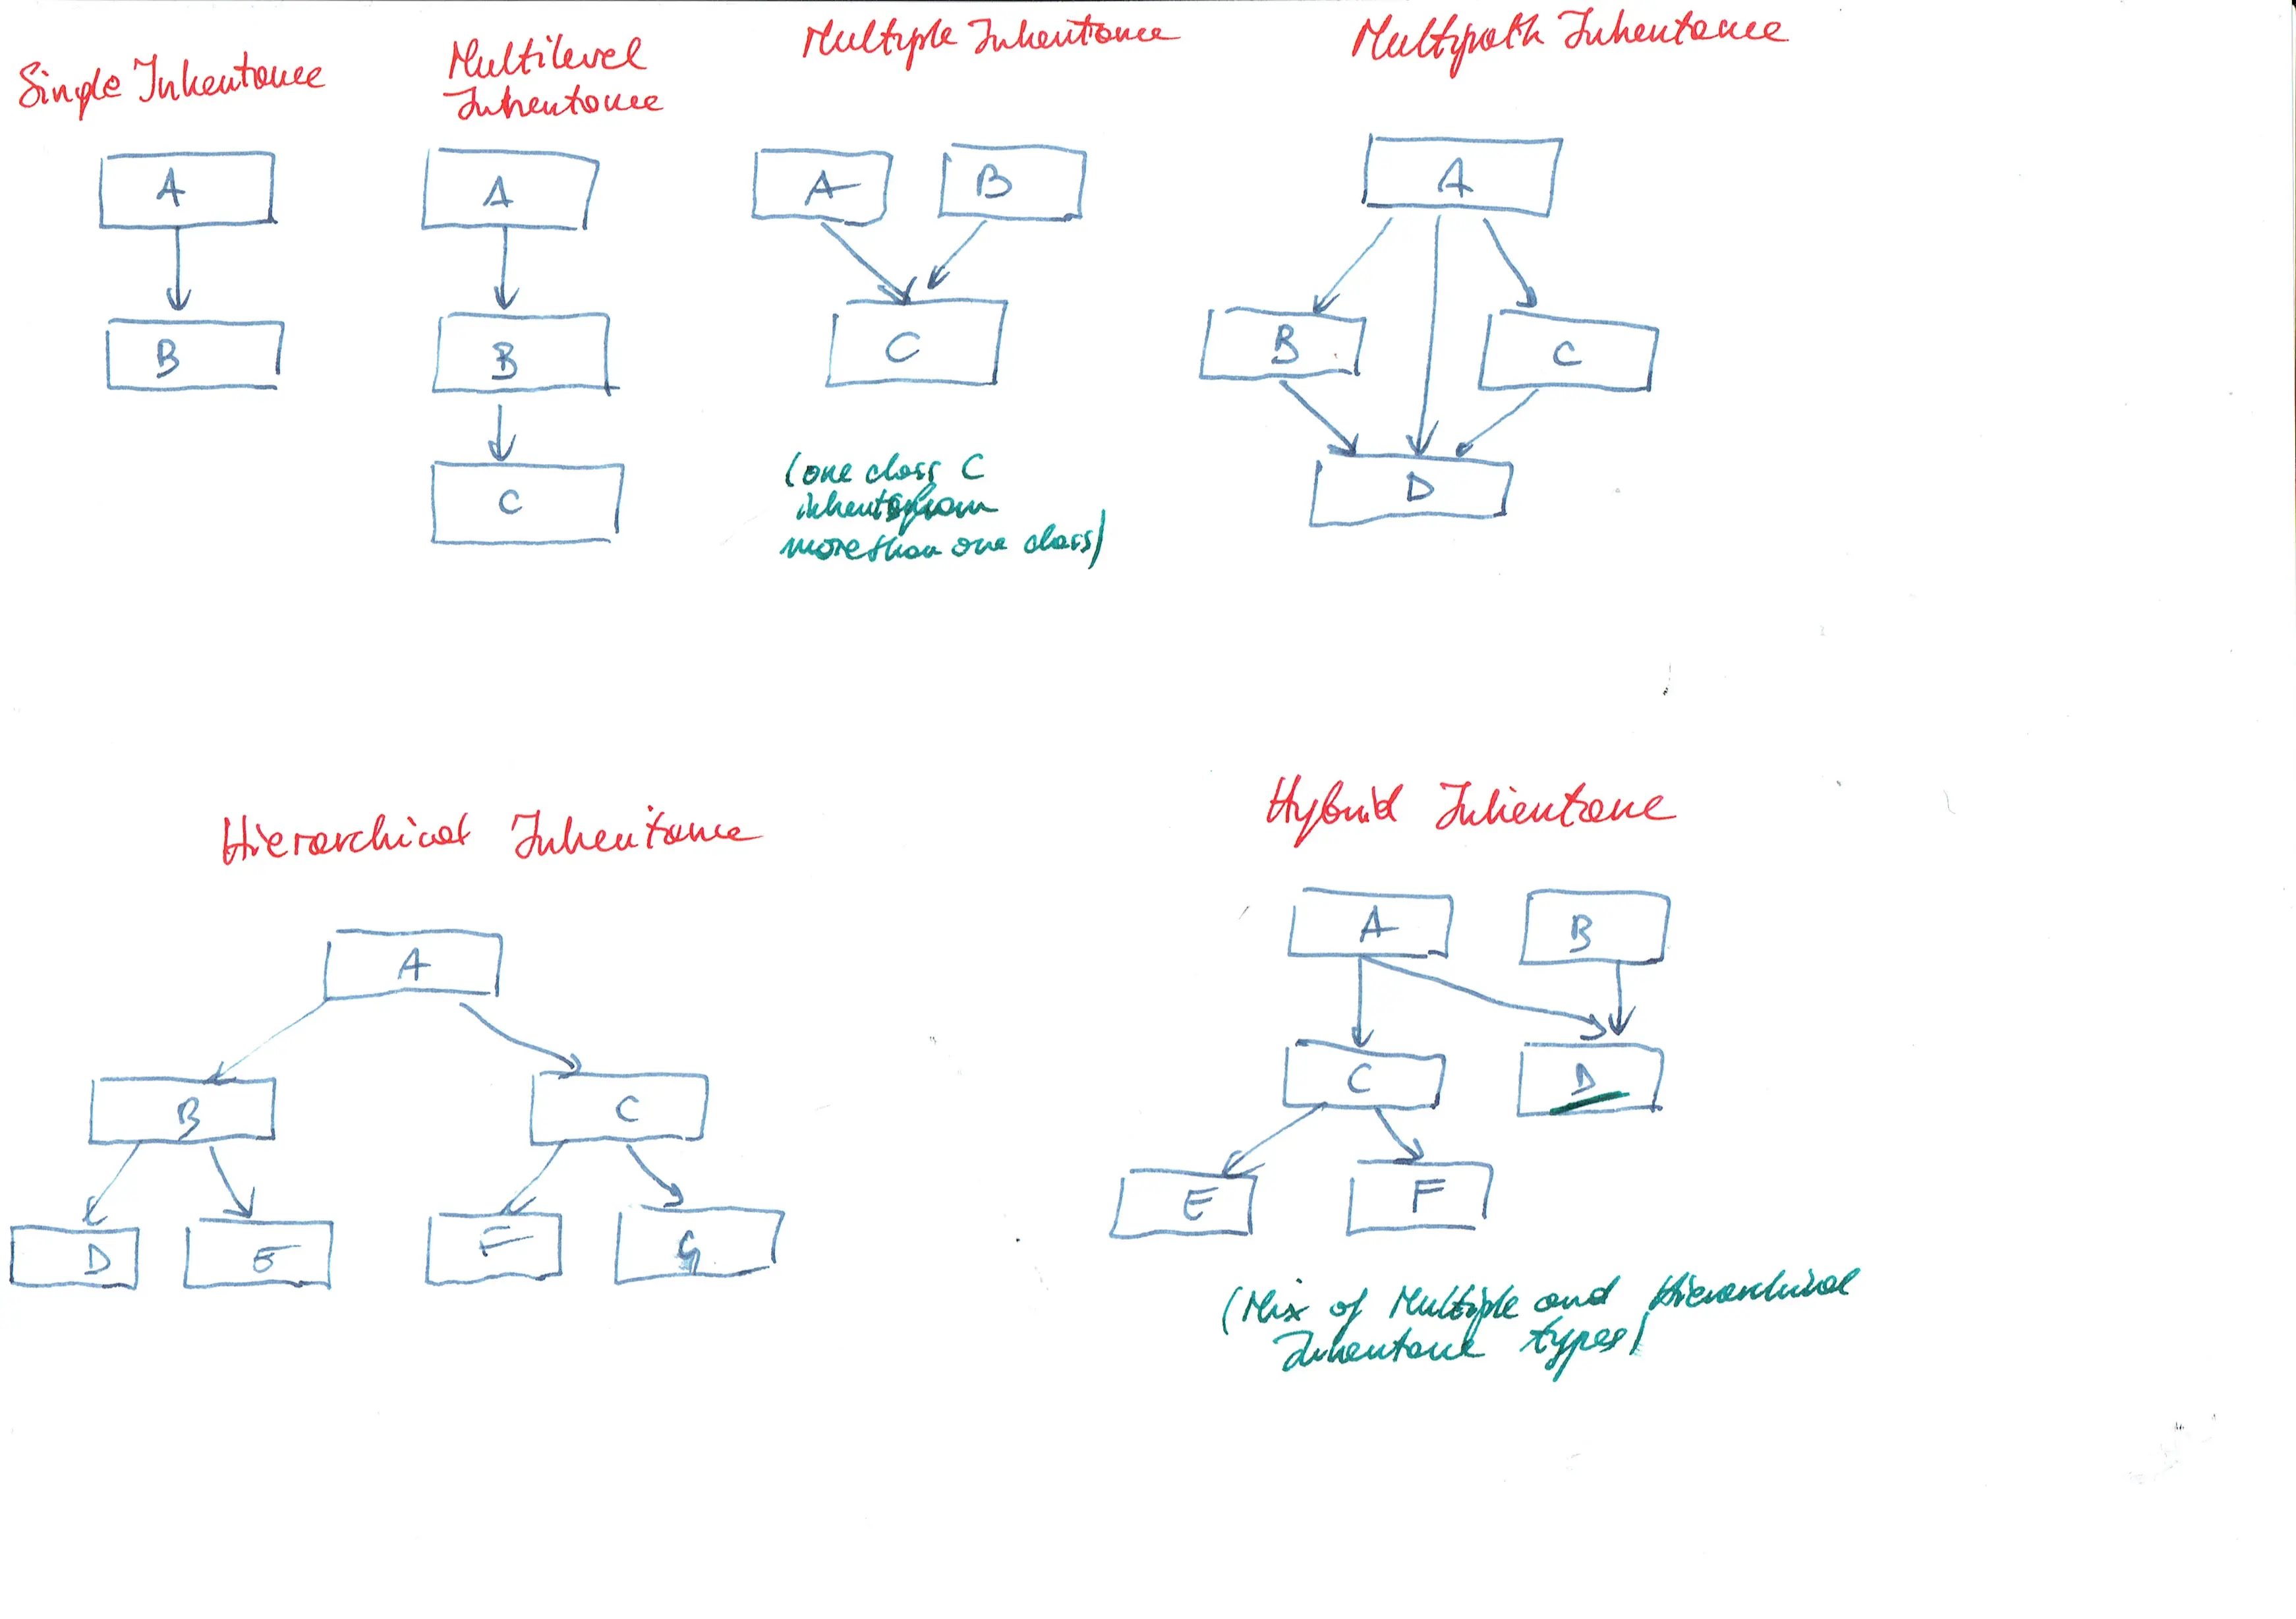 Single Inheritance
A
B
Multilevel
Inheritance
A
B
C
Multiple Inheritance
A
B
C
(one class C
inherits from
more than one class)
Multipath Inheritance
A
B
C
D
Hierarchical Inheritance
A
B
C
D
E
F
G
Hybrid Inheritance
A
B
C
D
E
F
(Mix of Multiple and Hierarchical
Inheritance types)